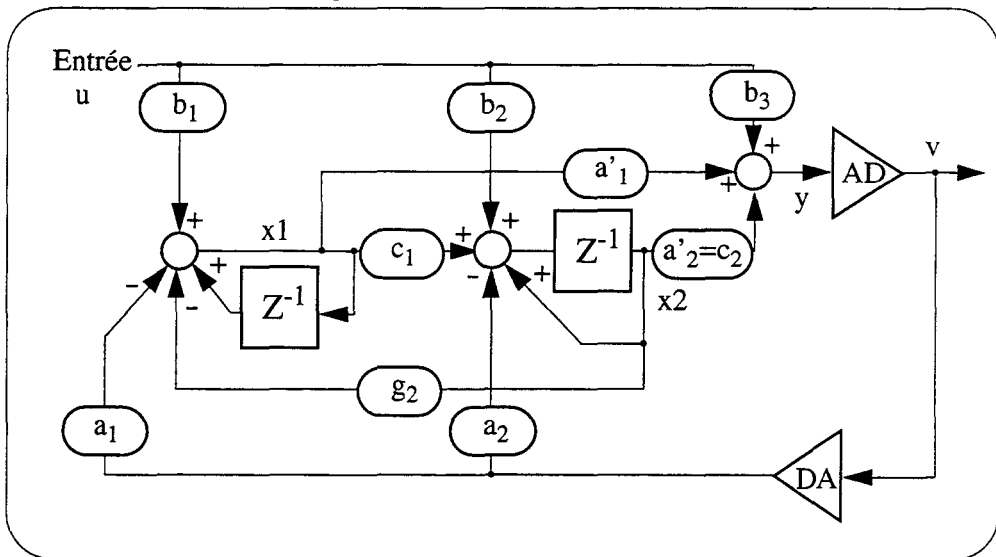 Entrée
u
b₁
b₂
b₃
+
+
+
a'₁
+
+
v
AD
y
x1
c₁
+
Z⁻¹
a'₂=c₂
+
-
-
Z⁻¹
-
+
x2
g₂
a₁
a₂
DA